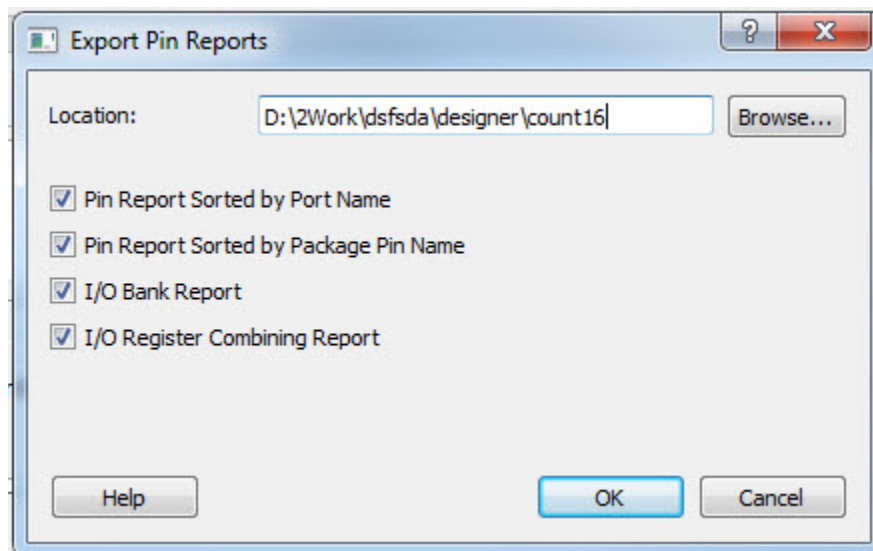 Export Pin Reports
?
X
Location:
D:\2Work\dsfsda\designer\count16
Browse...
Pin Report Sorted by Port Name
Pin Report Sorted by Package Pin Name
I/O Bank Report
I/O Register Combining Report
Help
OK
Cancel